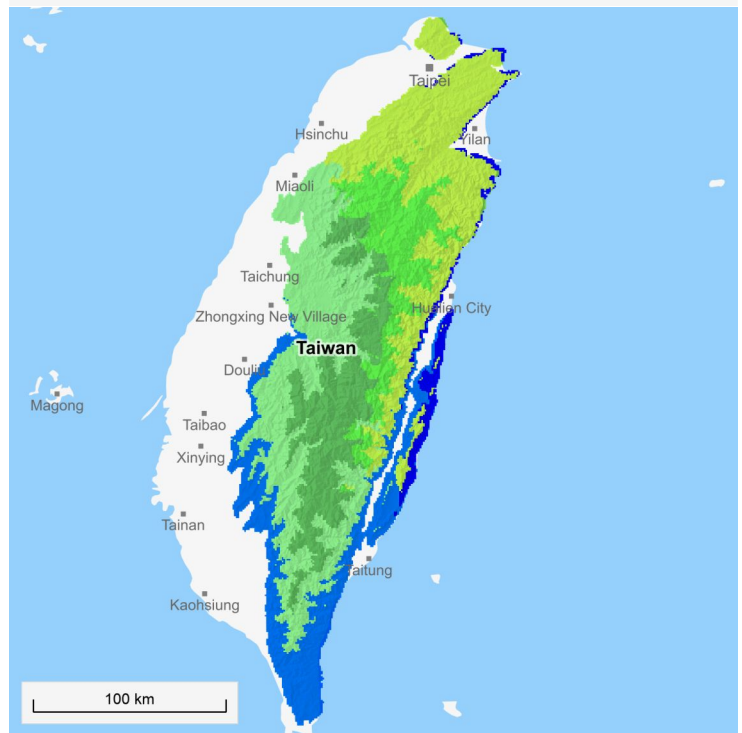 Taipei
Hsinchu
Yilan
Miaoli
Taichung
Hualien City
Zhongxing New Village
Taiwan
Douliu
Magong
Taibao
Xinying
Tainan
Taitung
Kaohsiung
100 km